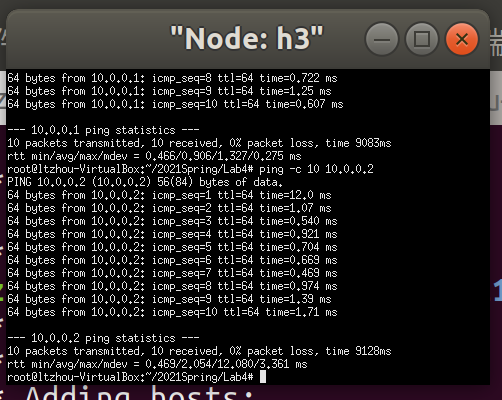 "Node: h3"
64 bytes from 10.0.0.1: icmp_seq=8 ttl=64 time=0.722 ms
64 bytes from 10.0.0.1: icmp_seq=9 ttl=64 time=1.25 ms
64 bytes from 10.0.0.1: icmp_seq=10 ttl=64 time=0.607 ms
--- 10.0.0.1 ping statistics ---
10 packets transmitted, 10 received, 0% packet loss, time 9083ms
rtt min/avg/max/mdev = 0.466/0.906/1.327/0.275 ms
root@ltzhou-VirtualBox:~/2021Spring/Lab4# ping -c 10 10.0.0.2
PING 10.0.0.2 (10.0.0.2) 56(84) bytes of data.
64 bytes from 10.0.0.2: icmp_seq=1 ttl=64 time=12.0 ms
64 bytes from 10.0.0.2: icmp_seq=2 ttl=64 time=1.07 ms
64 bytes from 10.0.0.2: icmp_seq=3 ttl=64 time=0.540 ms
64 bytes from 10.0.0.2: icmp_seq=4 ttl=64 time=0.921 ms
64 bytes from 10.0.0.2: icmp_seq=5 ttl=64 time=0.704 ms
64 bytes from 10.0.0.2: icmp_seq=6 ttl=64 time=0.669 ms
64 bytes from 10.0.0.2: icmp_seq=7 ttl=64 time=0.469 ms
64 bytes from 10.0.0.2: icmp_seq=8 ttl=64 time=0.974 ms
64 bytes from 10.0.0.2: icmp_seq=9 ttl=64 time=1.39 ms
64 bytes from 10.0.0.2: icmp_seq=10 ttl=64 time=1.71 ms
--- 10.0.0.2 ping statistics ---
10 packets transmitted, 10 received, 0% packet loss, time 9128ms
rtt min/avg/max/mdev = 0.469/2.054/12.080/3.361 ms
root@ltzhou-VirtualBox:~/2021Spring/Lab4#
* Adding hosts: